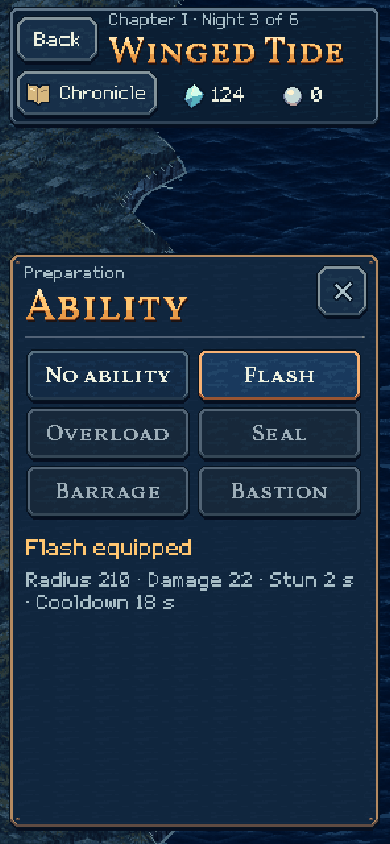 Chapter I · Night 3 of 6
Back
Winged Tide
Chronicle
124
0
Preparation
Ability
No ability
Flash
Overload
Seal
Barrage
Bastion
Flash equipped
Radius 210 · Damage 22 · Stun 2 s
· Cooldown 18 s